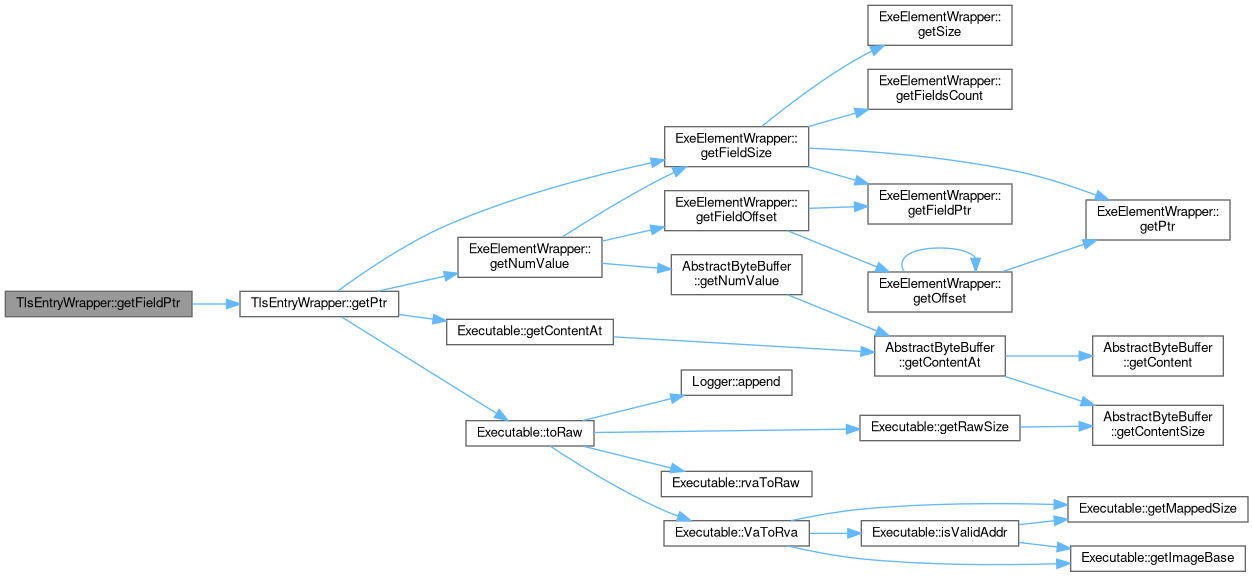 TlsEntryWrapper::getFieldPtr
TlsEntryWrapper::getPtr
ExeElementWrapper::
getNumValue
Executable::getContentAt
Executable::toRaw
ExeElementWrapper::
getFieldSize
ExeElementWrapper::
getFieldOffset
AbstractByteBuffer
::getNumValue
Logger::append
Executable::rvaToRaw
Executable::VaToRva
ExeElementWrapper::
getSize
ExeElementWrapper::
getFieldsCount
ExeElementWrapper::
getFieldPtr
ExeElementWrapper::
getOffset
AbstractByteBuffer
::getContentAt
Executable::getRawSize
Executable::isValidAddr
ExeElementWrapper::
getPtr
AbstractByteBuffer
::getContent
AbstractByteBuffer
::getContentSize
Executable::getMappedSize
Executable::getImageBase